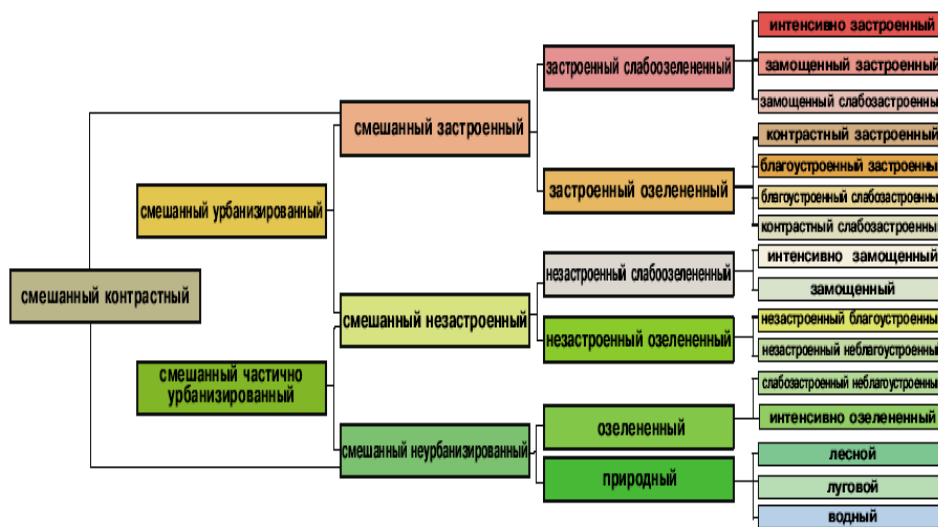 смешанный контрастный
смешанный урбанизированный
смешанный частично
урбанизированный
смешанный застроенный
смешанный незастроенный
смешанный неурбанизированный
застроенный слабоозелененный
застроенный озелененный
незастроенный слабоозелененный
незастроенный озелененный
озелененный
природный
интенсивно застроенный
замощенный застроенный
замощенный слабозастроенны
контрастный застроенный
благоустроенный застроенны
благоустроенный слабозастроенны
контрастный слабозастроенны
интенсивно замощенный
замощенный
незастроенный благоустроенны
незастроенный неблагоустроенны
слабозастроенный неблагоустроенны
интенсивно озелененный
лесной
луговой
водный